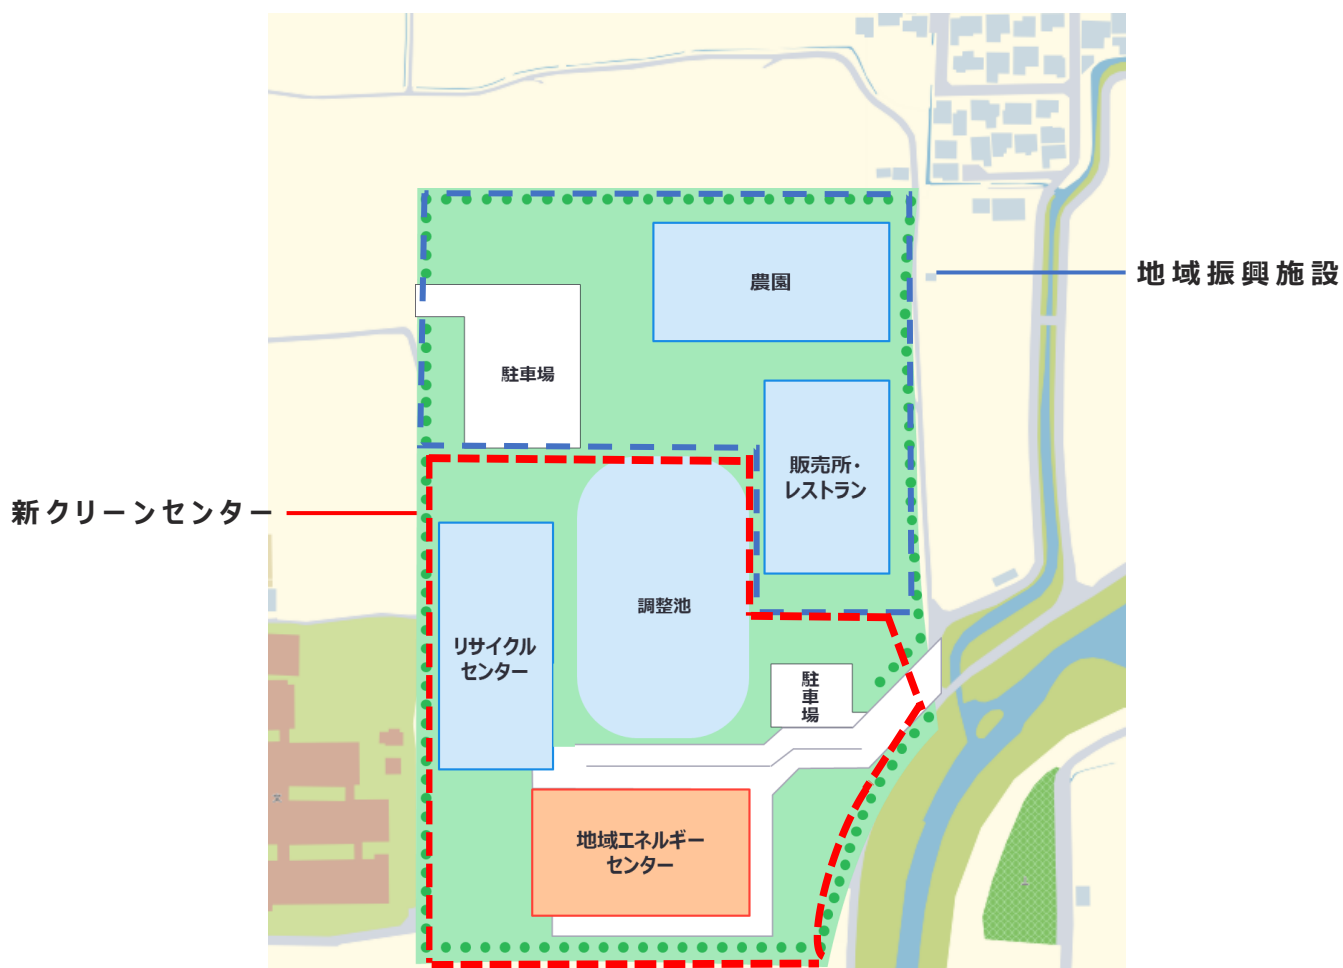 地域振興施設
農園
駐車場
販売所・
レストラン
新クリーンセンター
調整池
リサイクル
センター
駐
車
場
地域エネルギー
センター